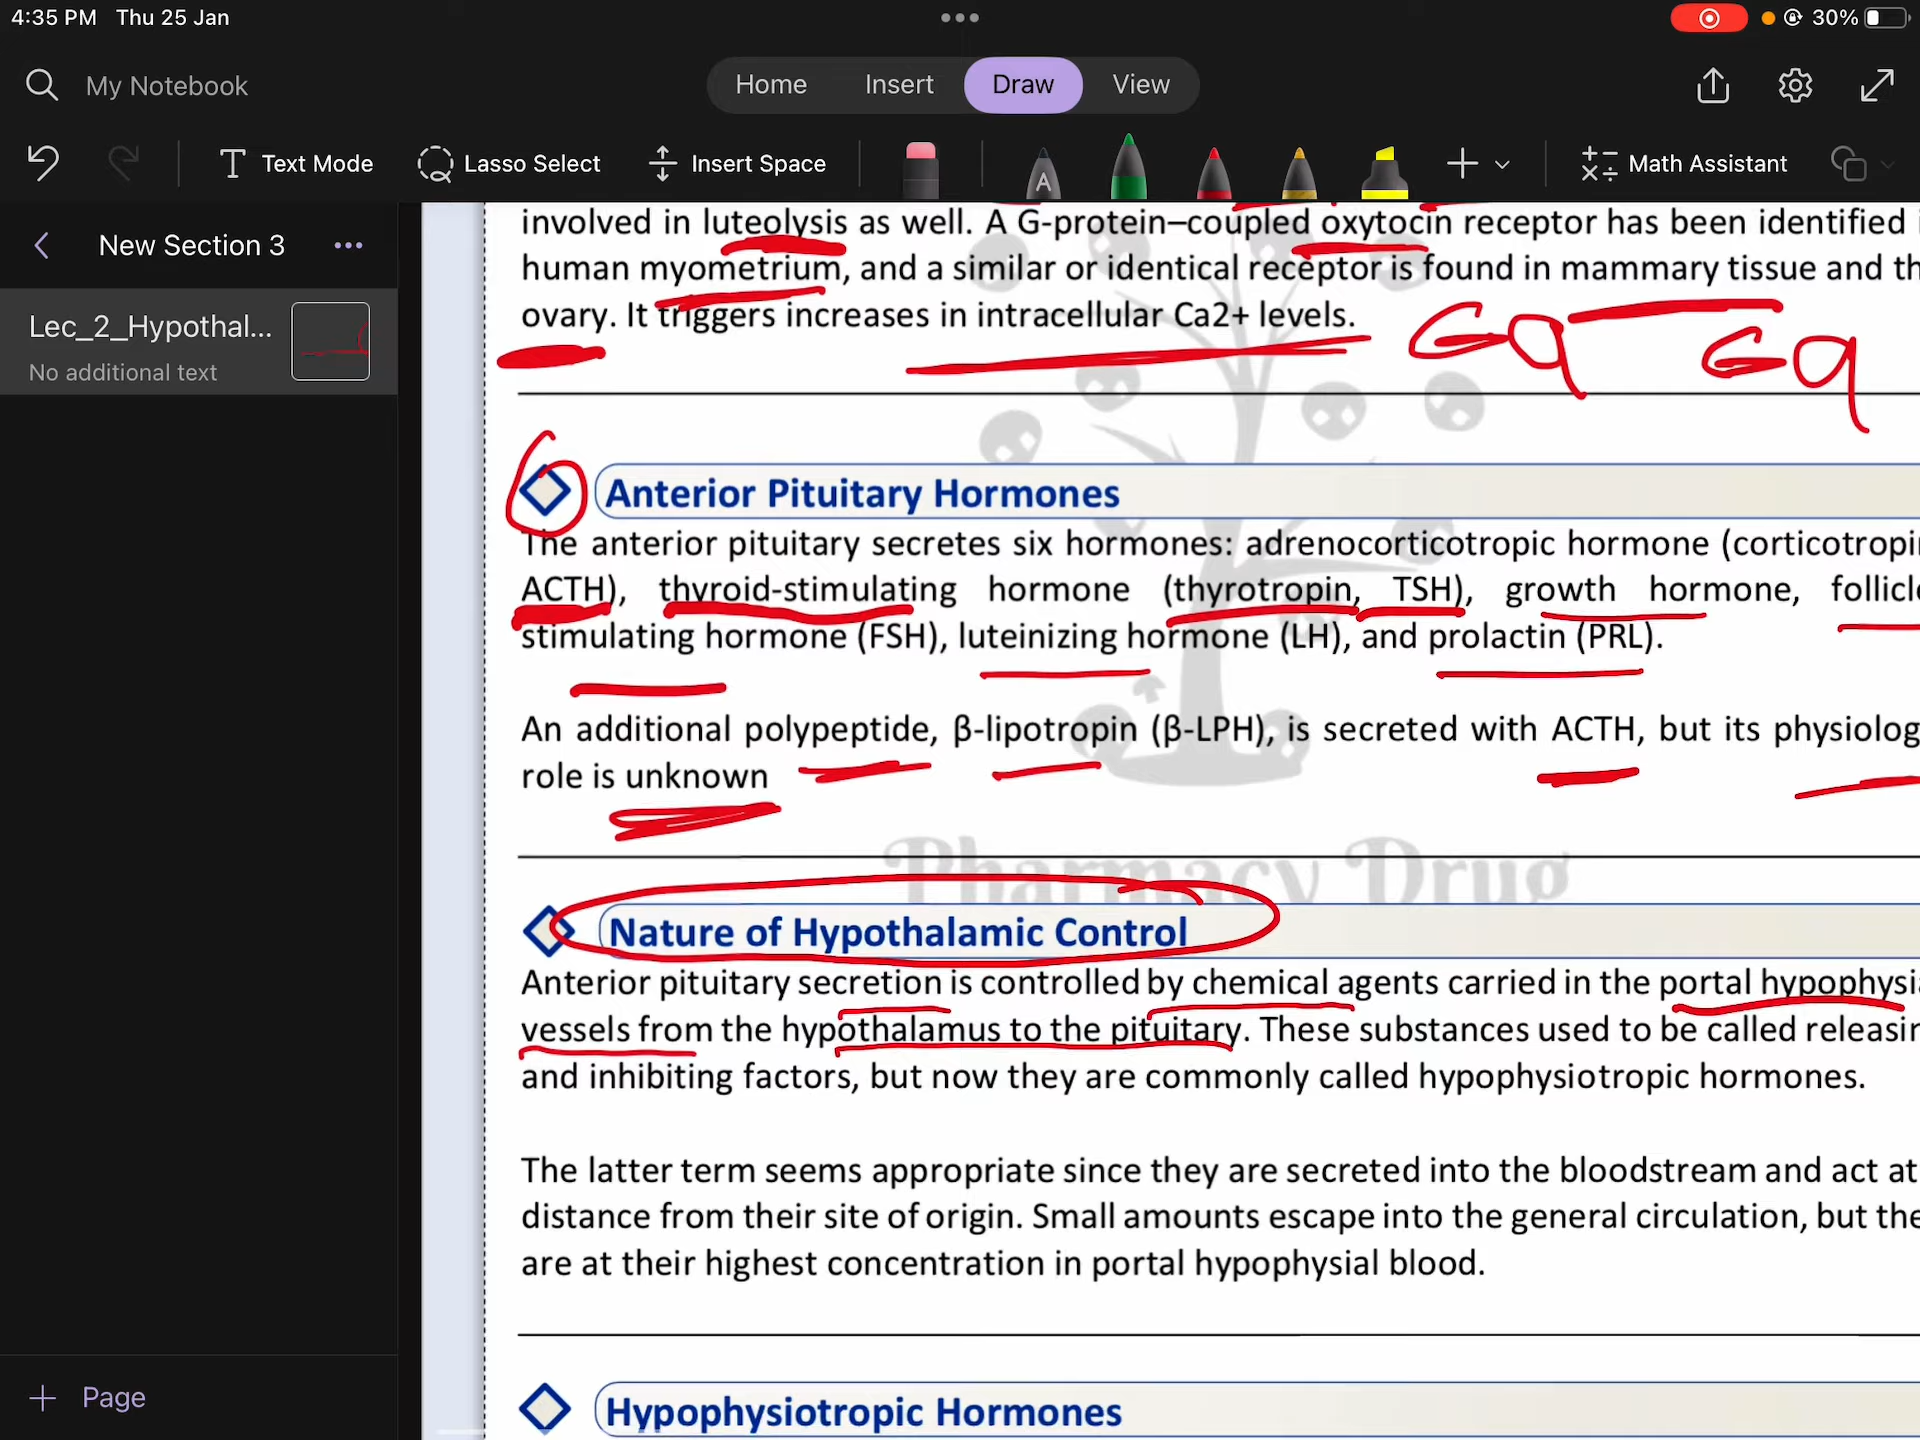 4:35 PM Thu 25 Jan
30%
My Notebook
Home Insert Draw View
Text Mode Lasso Select Insert Space A Math Assistant
New Section 3
Lec_2_Hypothal...
No additional text
Page
involved in luteolysis as well. A G-protein–coupled oxytocin receptor has been identified
human myometrium, and a similar or identical receptor is found in mammary tissue and
ovary. It triggers increases in intracellular Ca2+ levels.
Gq Gq
6
Anterior Pituitary Hormones
The anterior pituitary secretes six hormones: adrenocorticotropic hormone (corticotropi
ACTH), thyroid-stimulating hormone (thyrotropin, TSH), growth hormone, follicl
stimulating hormone (FSH), luteinizing hormone (LH), and prolactin (PRL).
An additional polypeptide, β-lipotropin (β-LPH), is secreted with ACTH, but its physiolog
role is unknown
Pharmacy Drug
Nature of Hypothalamic Control
Anterior pituitary secretion is controlled by chemical agents carried in the portal hypophysi
vessels from the hypothalamus to the pituitary. These substances used to be called releasi
and inhibiting factors, but now they are commonly called hypophysiotropic hormones.
The latter term seems appropriate since they are secreted into the bloodstream and act at
distance from their site of origin. Small amounts escape into the general circulation, but the
are at their highest concentration in portal hypophysial blood.
Hypophysiotropic Hormones